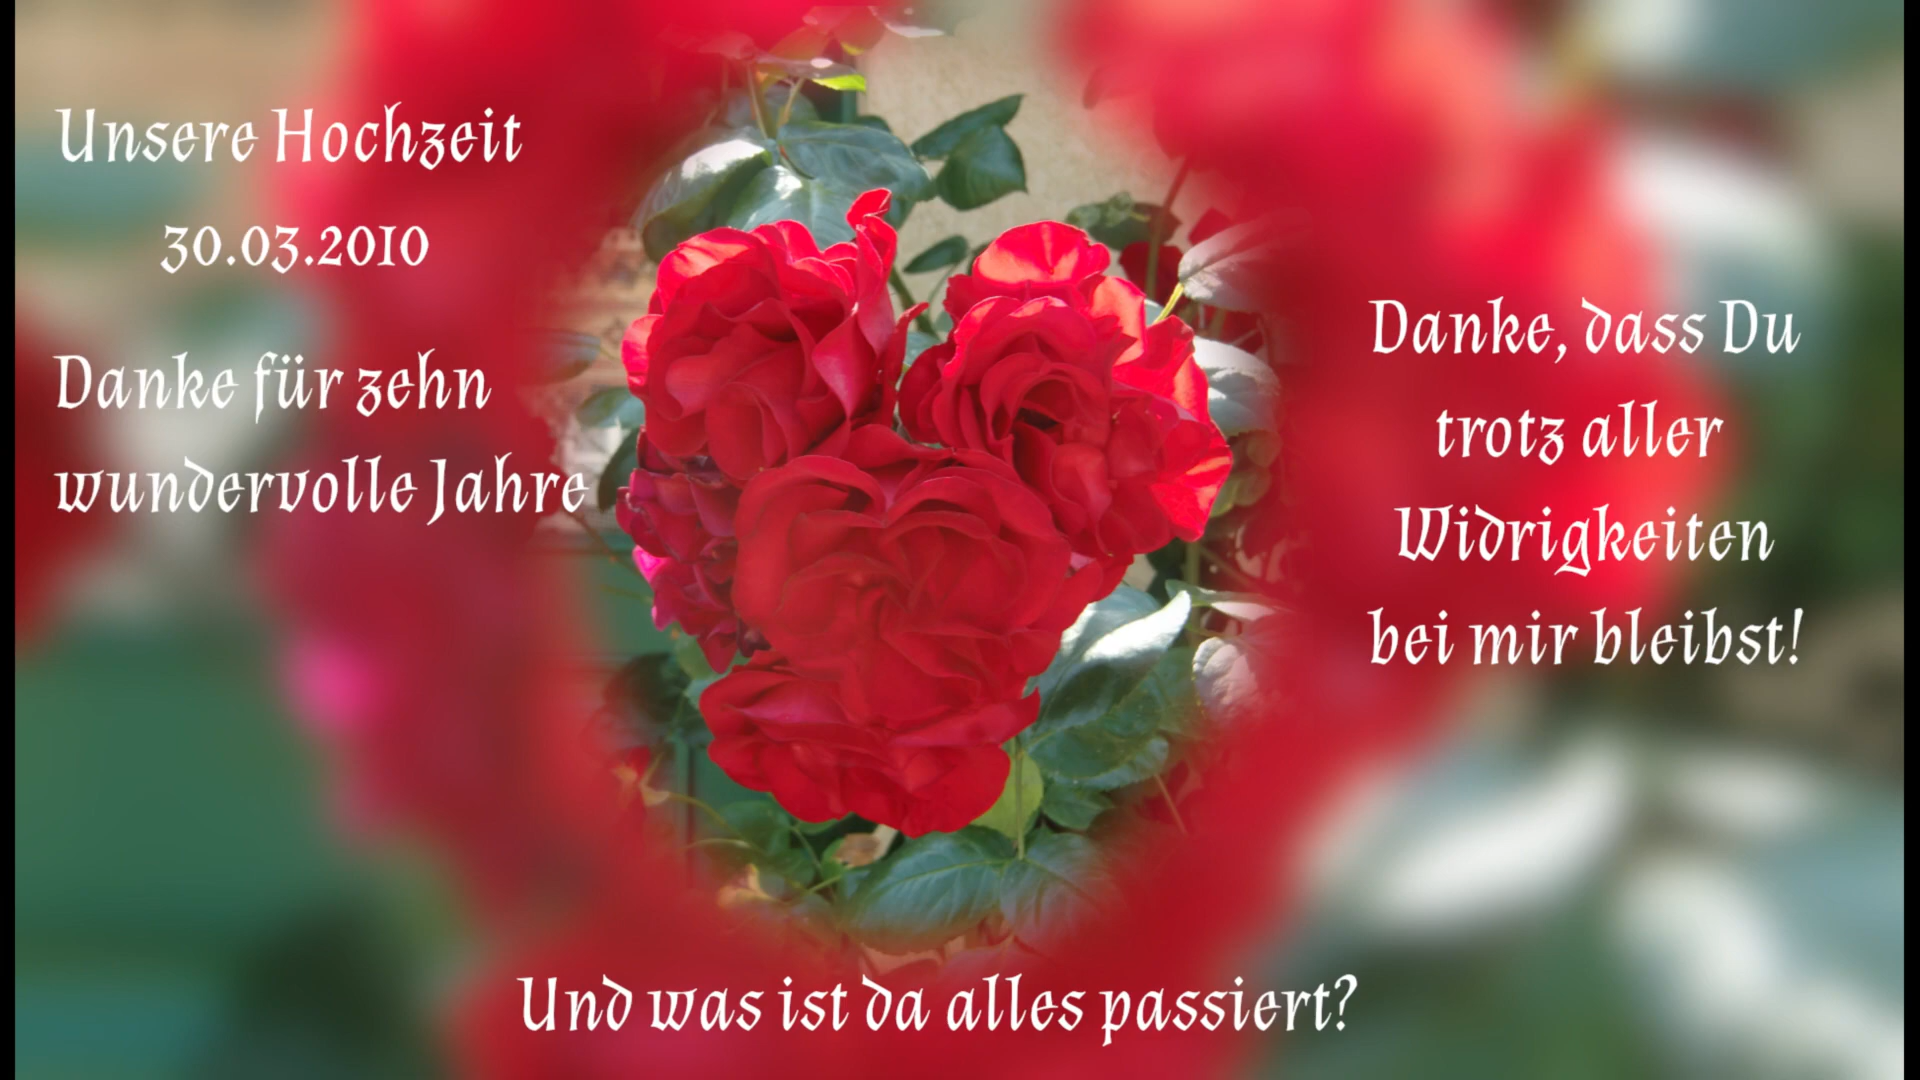 Unsere Hochzeit
30.03.2010
Danke für zehn
wundervolle Jahre
Danke, dass Du
trotz aller
Widrigkeiten
bei mir bleibst!
Und was ist da alles passiert?